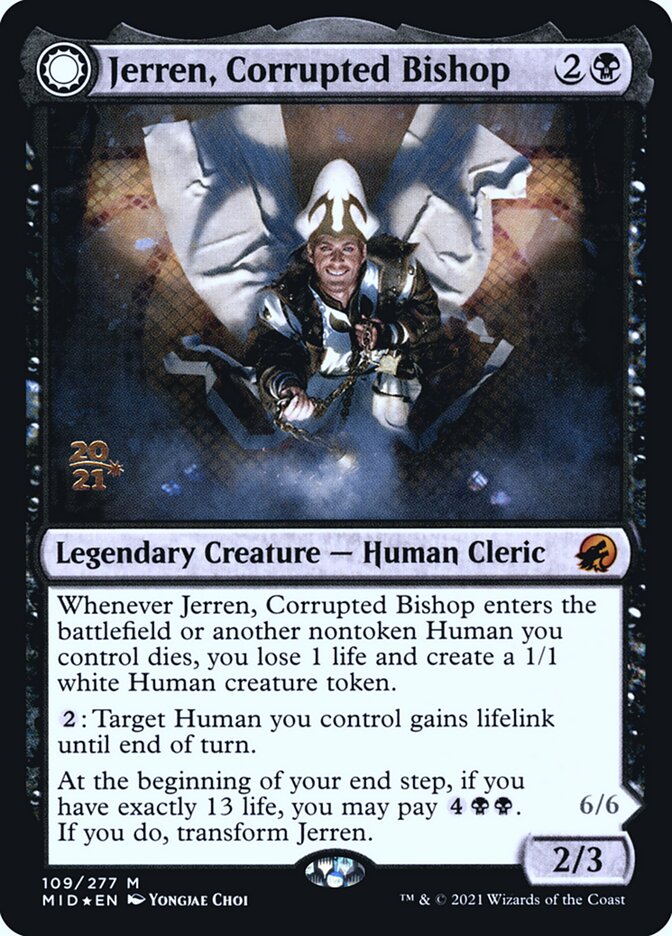 Jerren, Corrupted Bishop 2
20
21
Legendary Creature — Human Cleric
Whenever Jerren, Corrupted Bishop enters the
battlefield or another nontoken Human you
control dies, you lose 1 life and create a 1/1
white Human creature token.
2: Target Human you control gains lifelink
until end of turn.
At the beginning of your end step, if you
have exactly 13 life, you may pay 4.
If you do, transform Jerren.
6/6
2/3
109/277 M
MID★EN Yongjae Choi
™ & © 2021 Wizards of the Coast